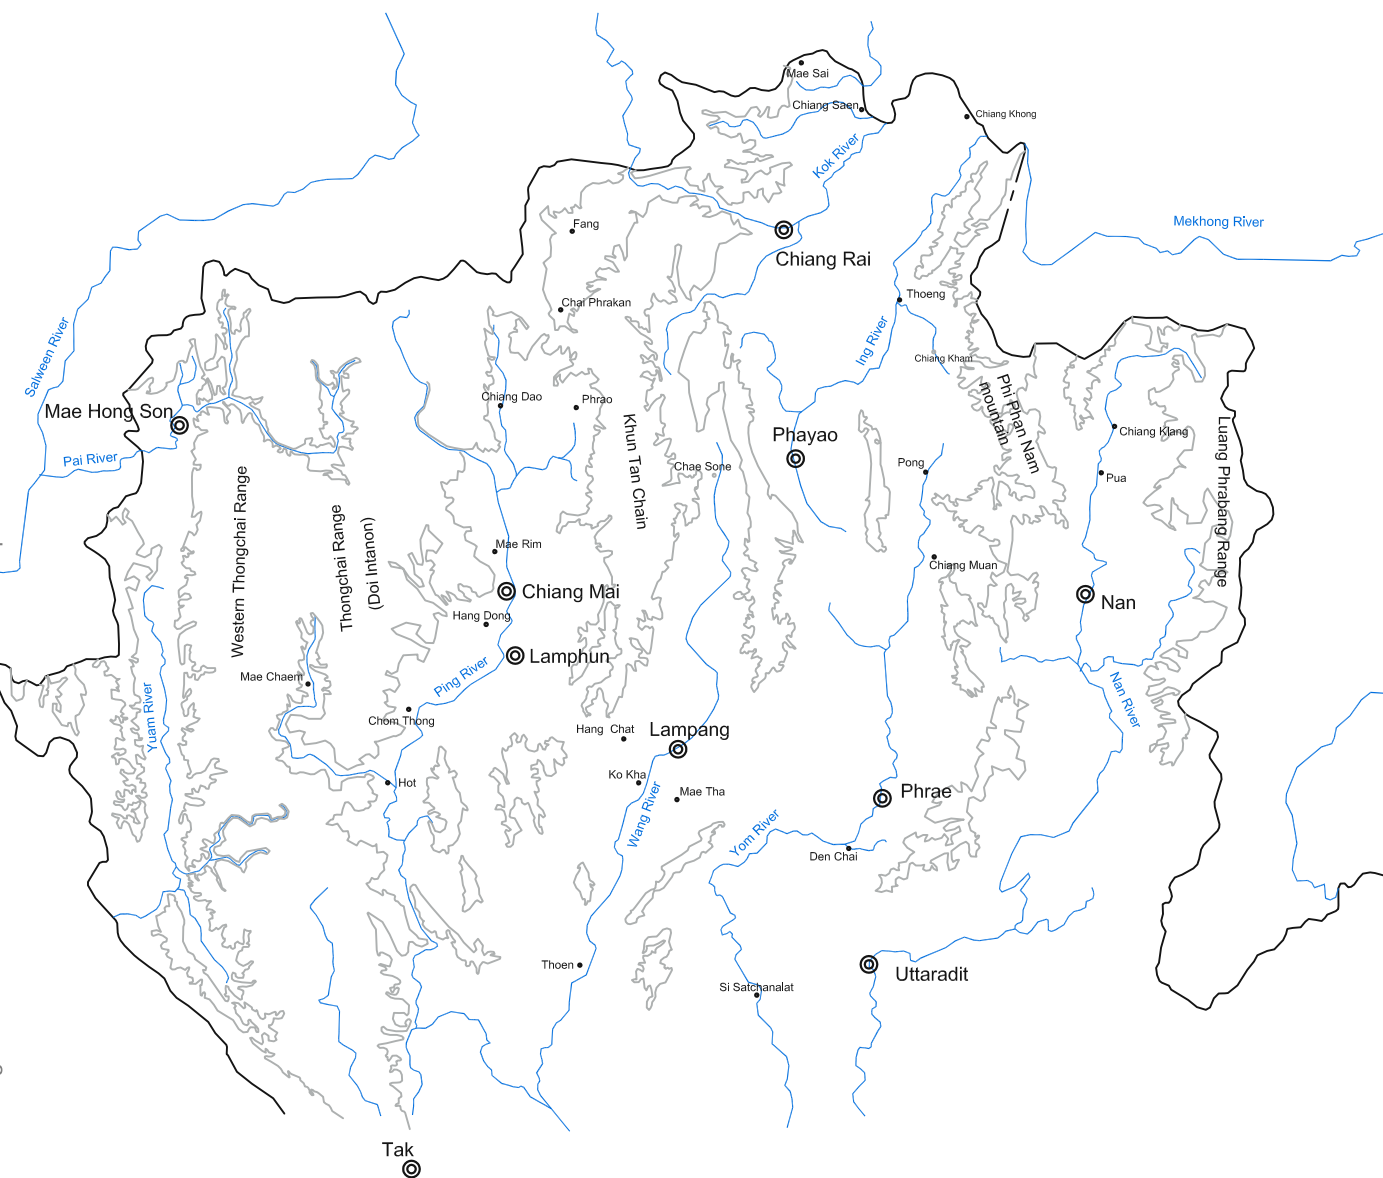 Mae Sai
Chiang Saen
Chiang Khong
Kok River
Mekhong River
Fang
Chiang Rai
Chai Phrakan
Thoeng
Salween River
Ing River
Chiang Kham
Mae Hong Son
Chiang Dao
Phrao
Phi Phan Nam
mountain
Pai River
Khun Tan Chain
Phayao
Chiang Klang
Luang Phrabang Range
Chae Sone
Pong
Pua
Western Thongchai Range
Thongchai Range
(Doi Intanon)
Mae Rim
Chiang Muan
Chiang Mai
Nan
Hang Dong
Lamphun
Mae Chaem
Ping River
Nan River
Yuam River
Chom Thong
Hang Chat
Lampang
Hot
Ko Kha
Mae Tha
Phrae
Wang River
Yom River
Den Chai
Thoen
Uttaradit
Si Satchanalat
Tak